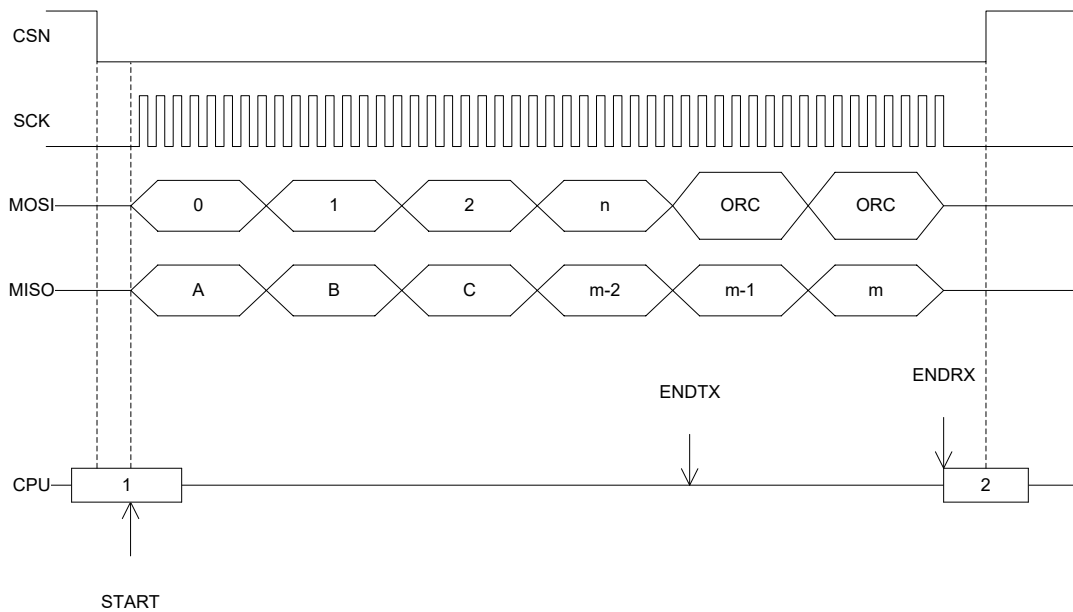 CSN
SCK
MOSI 0 1 2 n ORC ORC
MISO A B C m-2 m-1 m
ENDRX
ENDTX
CPU 1 2
START